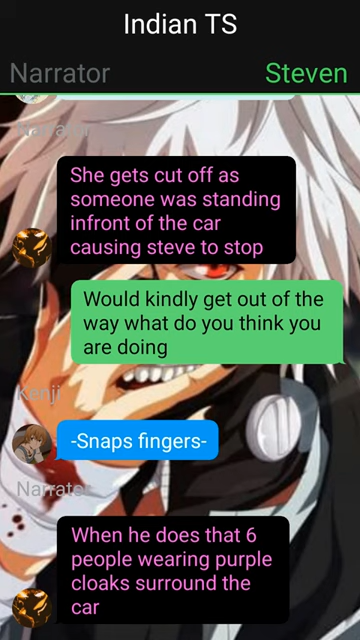 Indian TS
Narrator Steven
Narrator
She gets cut off as
someone was standing
infront of the car
causing steve to stop
Would kindly get out of the
way what do you think you
are doing
Kenji
-Snaps fingers-
Narrator
When he does that 6
people wearing purple
cloaks surround the
car